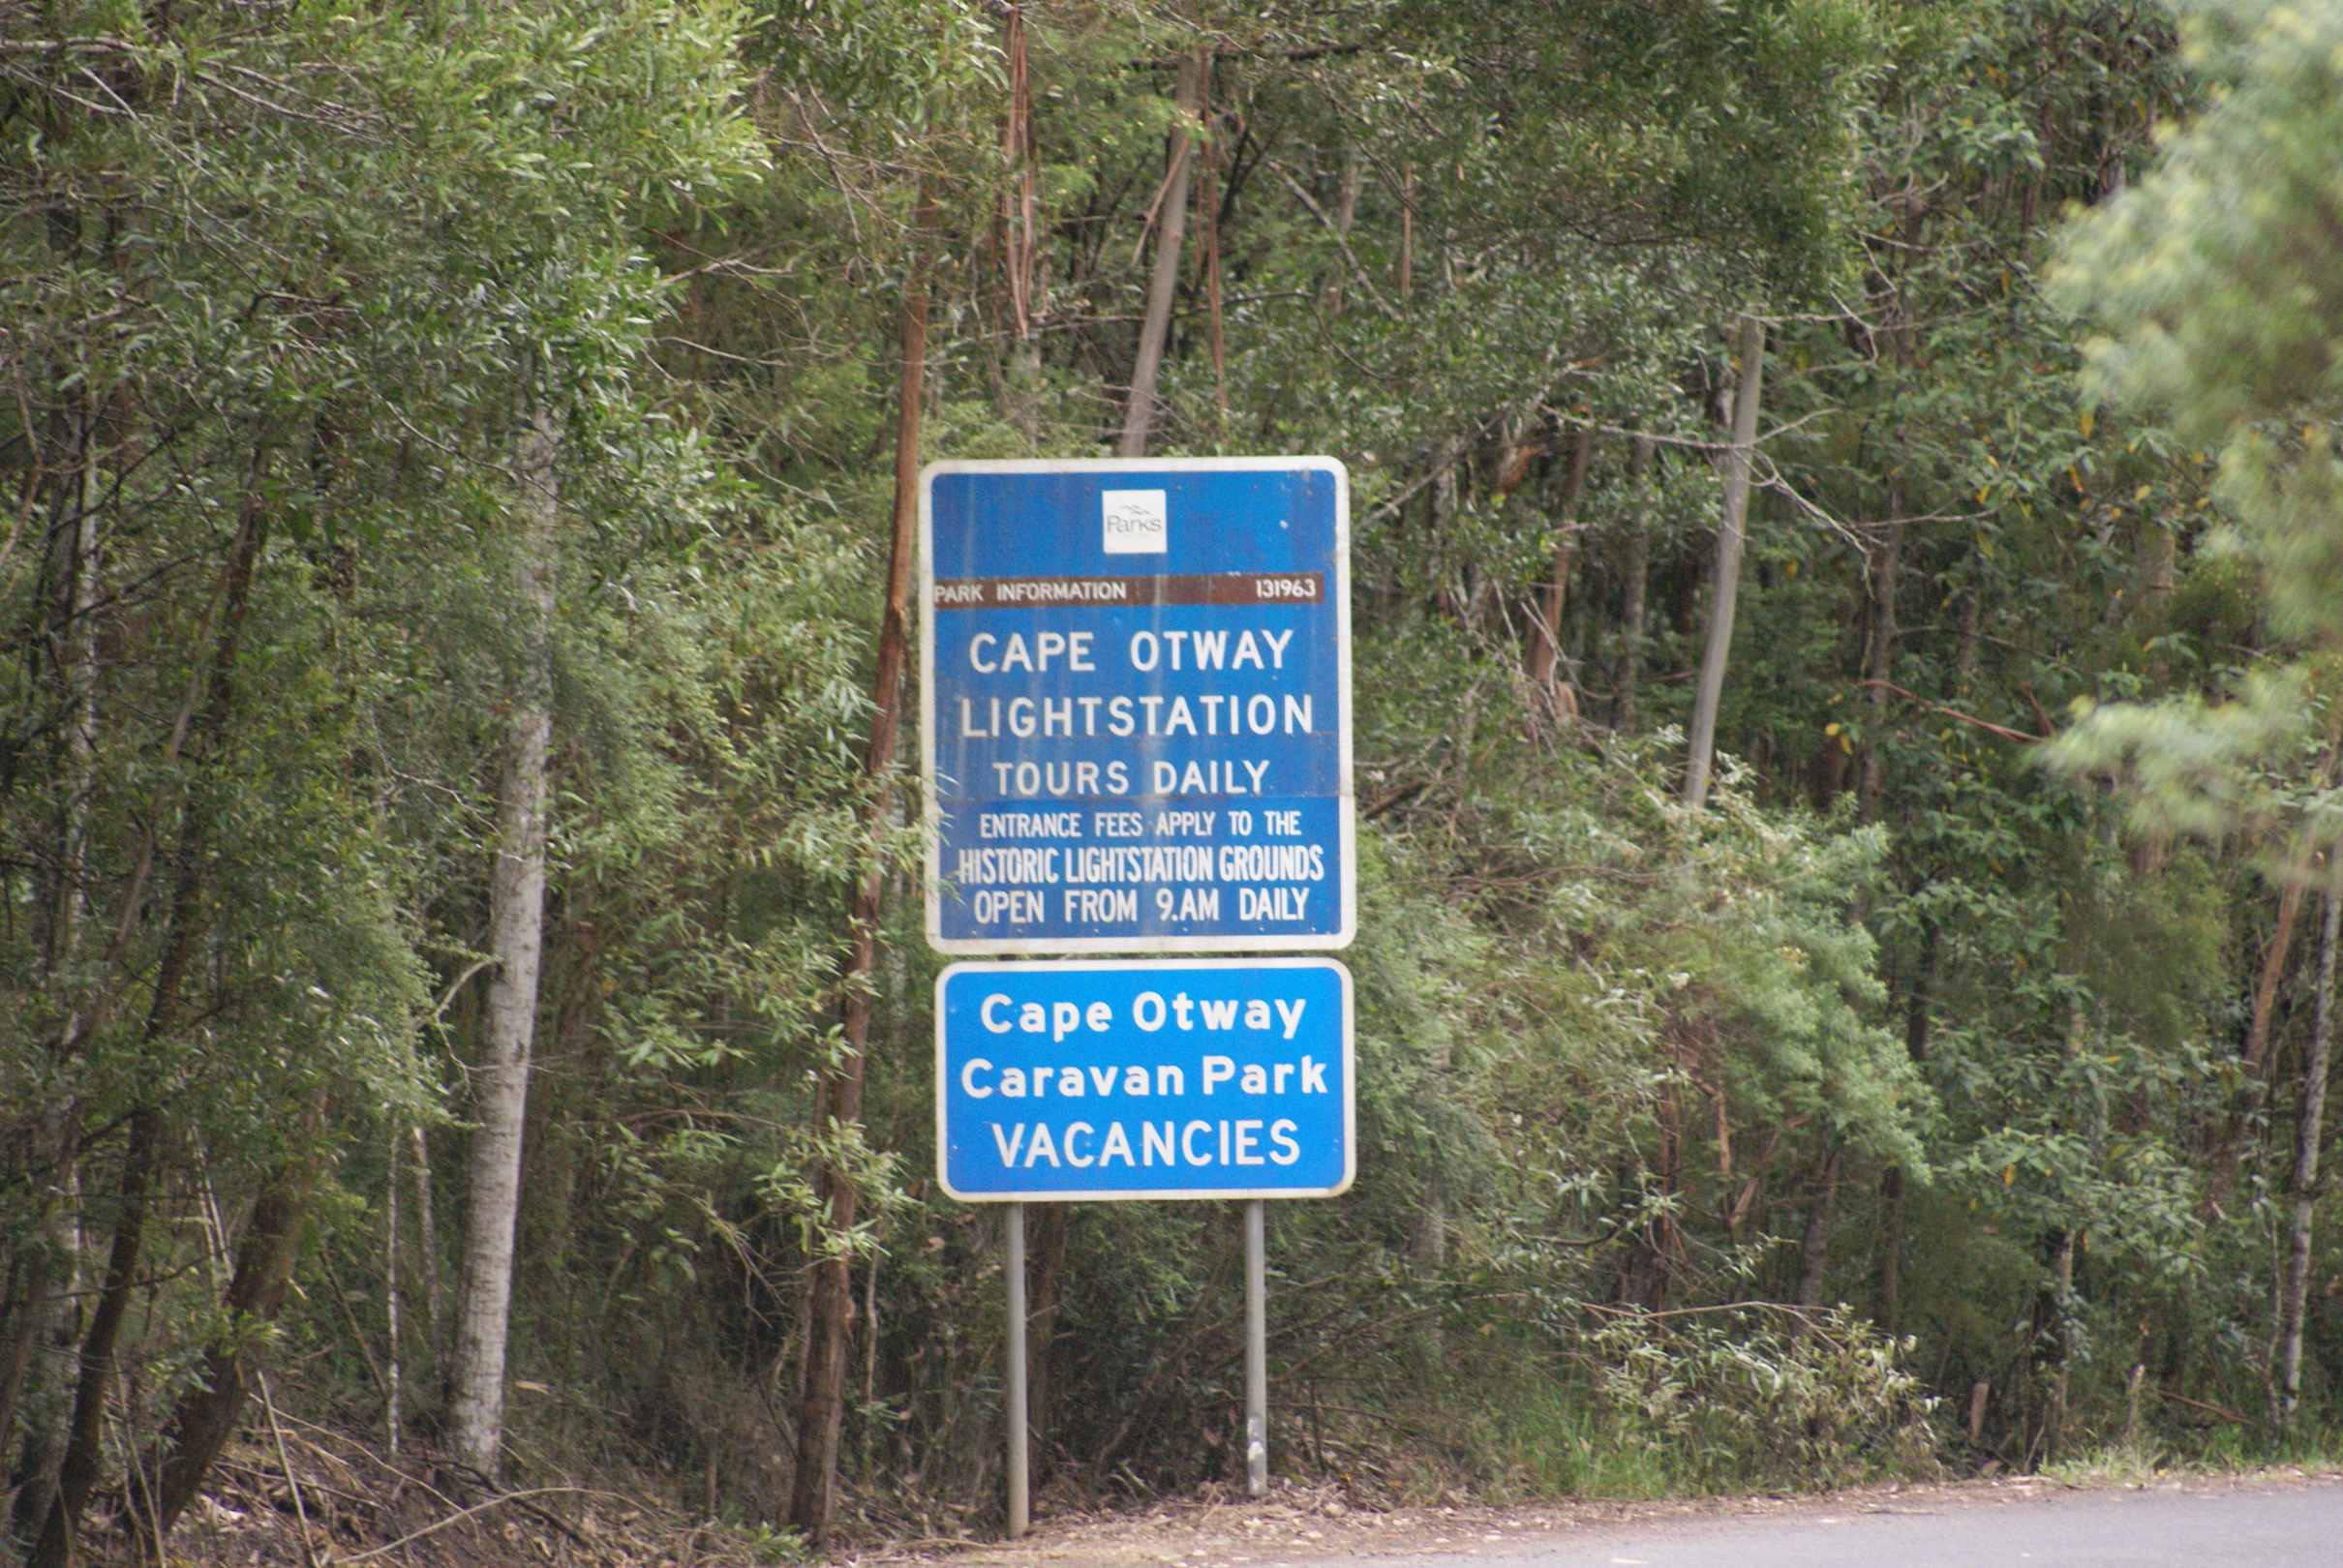 Parks
PARK INFORMATION 131963
CAPE OTWAY
LIGHTSTATION
TOURS DAILY
ENTRANCE FEES APPLY TO THE
HISTORIC LIGHTSTATION GROUNDS
OPEN FROM 9.AM DAILY
Cape Otway
Caravan Park
VACANCIES